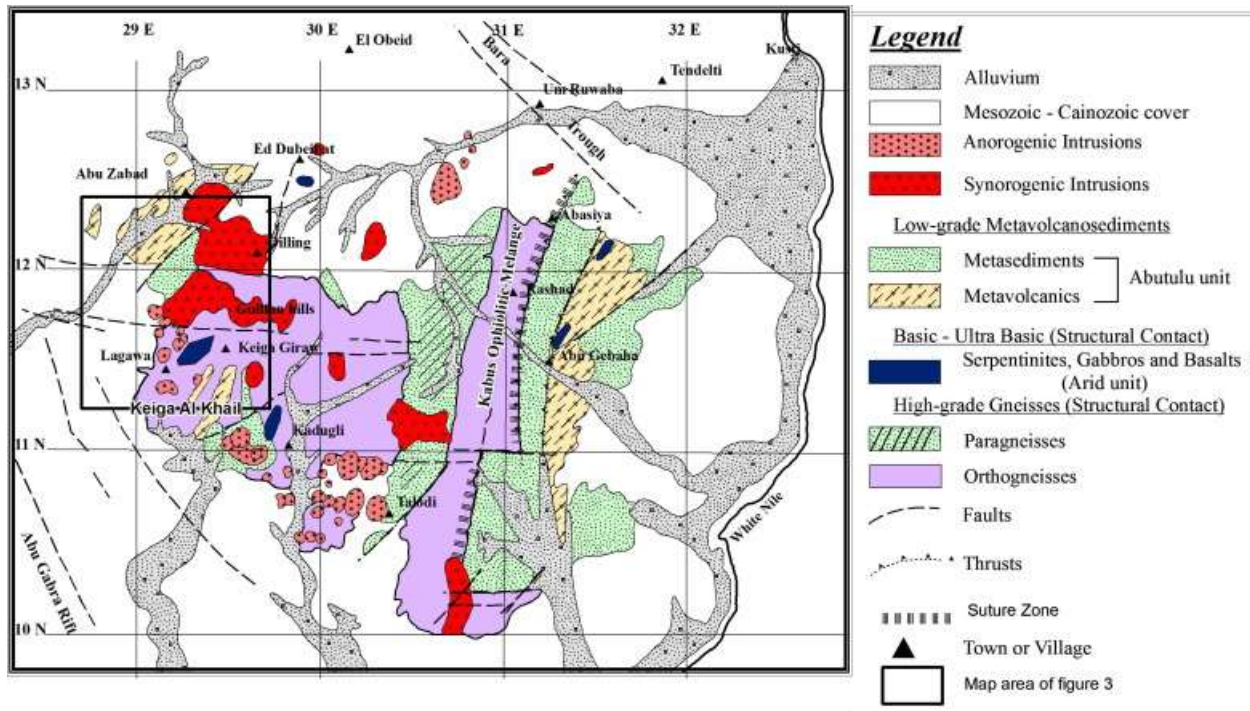 29 E
30 E
31 E
32 E
El Obeid
Bara
Kusti
Tendelti
13 N
Um Ruwaba
Trough
Ed Dubeibat
Abu Zabad
Abasiya
Dilling
12 N
Kabus Ophiolitic Melange
Rashad
Gulfan hills
Lagawa
Keiga Giraw
Abu Gebaha
Keiga Al Khail
Kadugli
11 N
Talodi
White Nile
Abu Gabra Rift
10 N
Legend
Alluvium
Mesozoic - Cainozoic cover
Anorogenic Intrusions
Synorogenic Intrusions
Low-grade Metavolcanosediments
Metasediments
Abutulu unit
Metavolcanics
Basic - Ultra Basic (Structural Contact)
Serpentinites, Gabbros and Basalts
(Arid unit)
High-grade Gneisses (Structural Contact)
Paragneisses
Orthogneisses
Faults
Thrusts
Suture Zone
Town or Village
Map area of figure 3